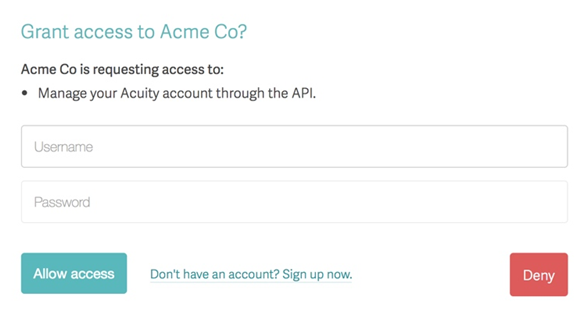 Grant access to Acme Co?
Acme Co is requesting access to:
• Manage your Acuity account through the API.
Username
Password
Allow access
Don't have an account? Sign up now.
Deny